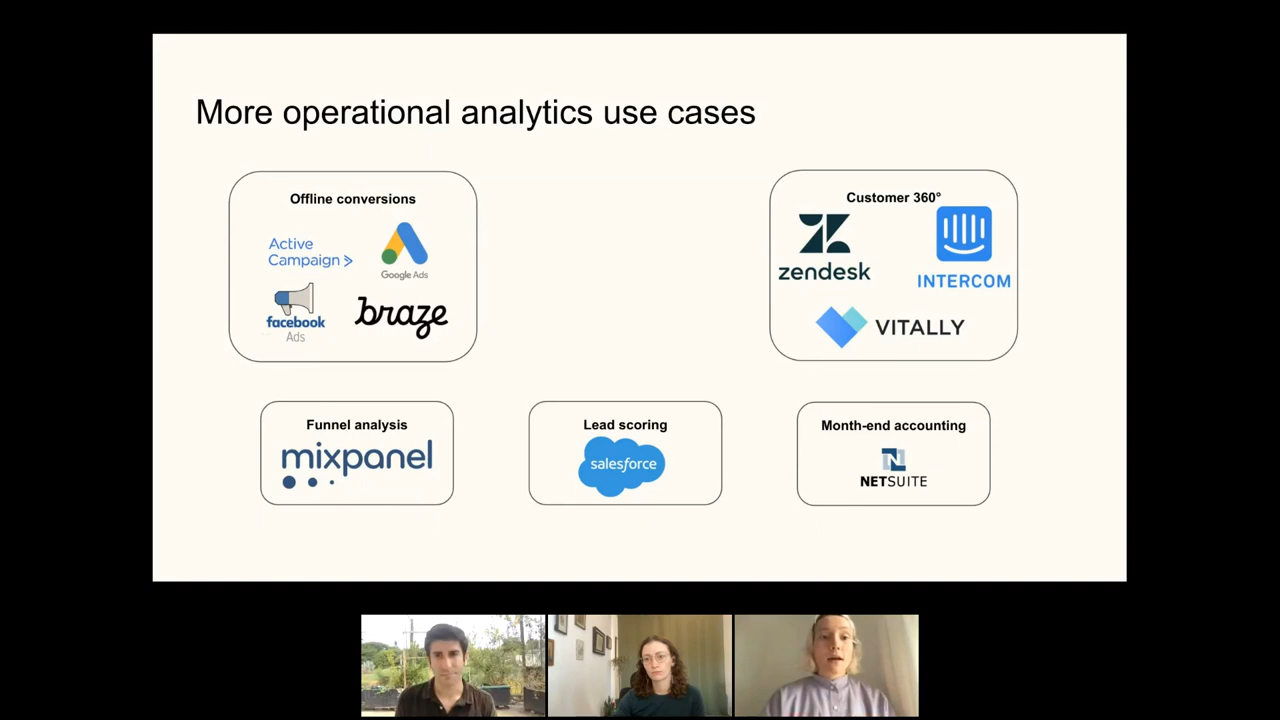 More operational analytics use cases
Offline conversions
Active
Campaign >
Google Ads
facebook
Ads
braze
Customer 360°
zendesk
INTERCOM
VITALLY
Funnel analysis
mixpanel
Lead scoring
salesforce
Month-end accounting
N
NETSUITE